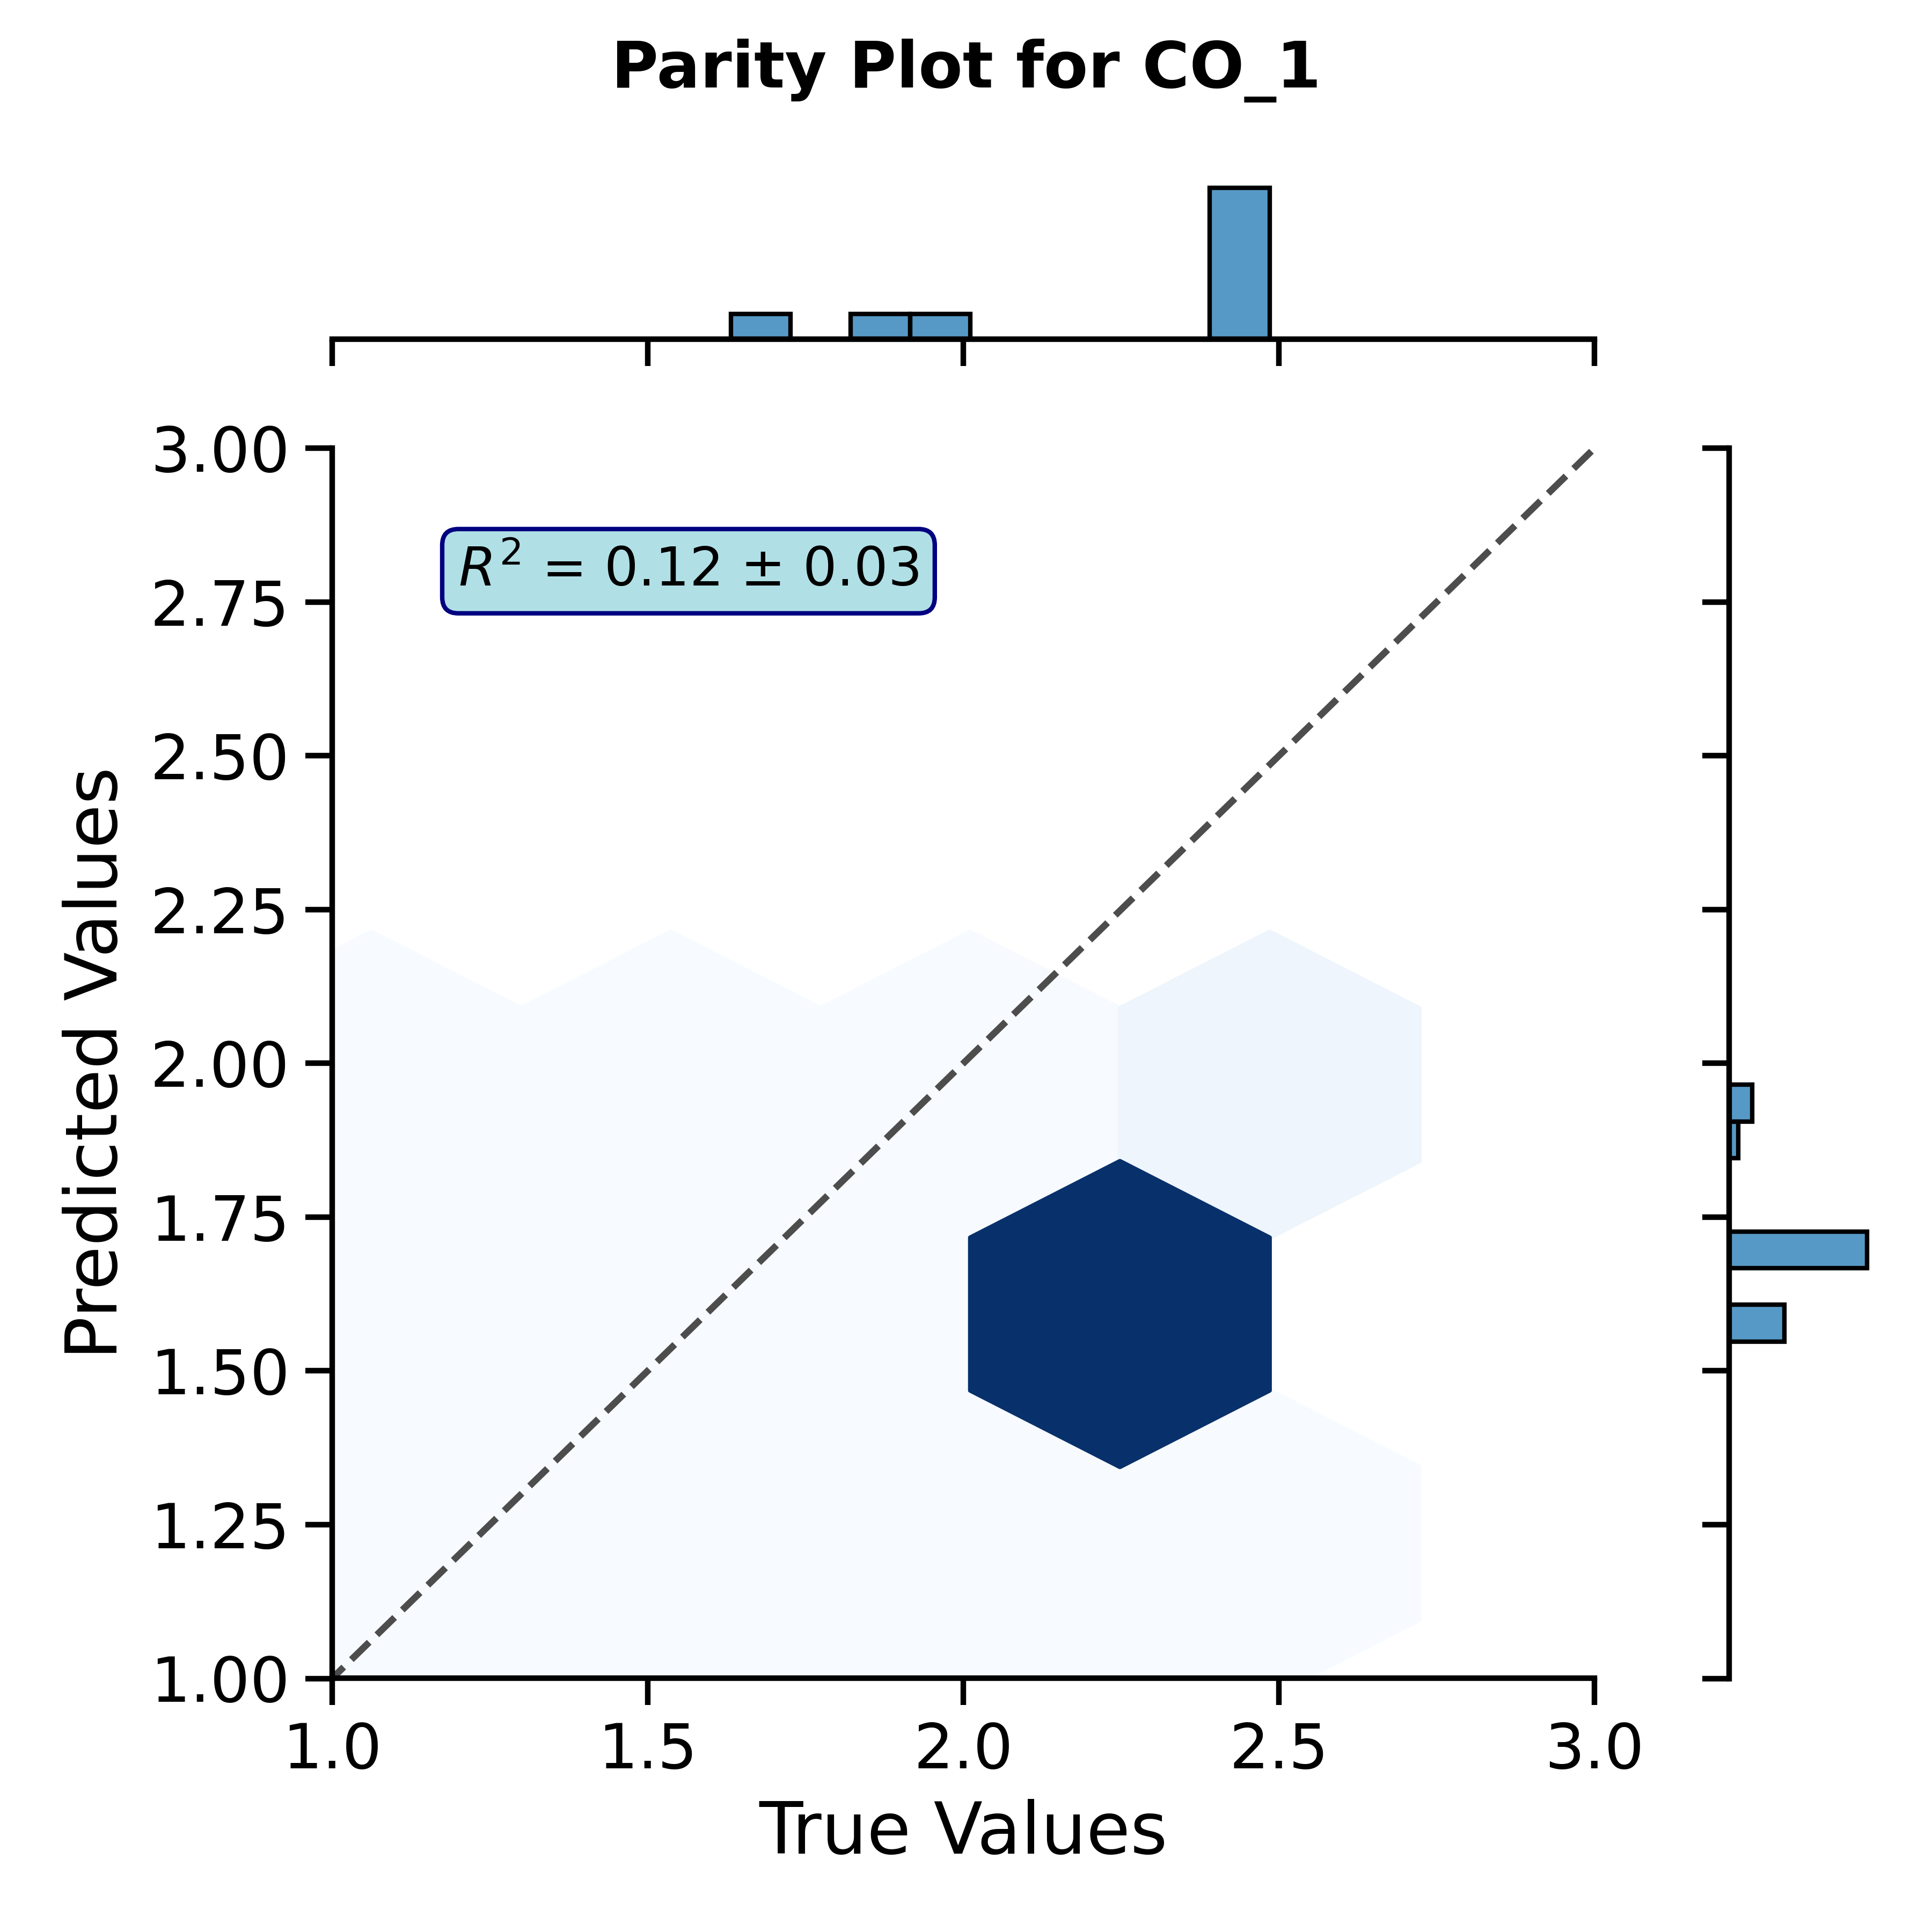 Parity Plot for CO_1
R² = 0.12 ± 0.03
Predicted Values
3.00
2.75
2.50
2.25
2.00
1.75
1.50
1.25
1.00
1.0 1.5 2.0 2.5 3.0
True Values